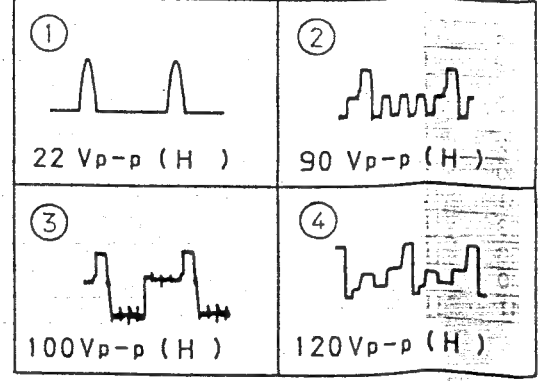 ①
②
22 Vp-p ( H )
90 Vp-p ( H )
③
④
100Vp-p ( H )
120Vp-p ( H )